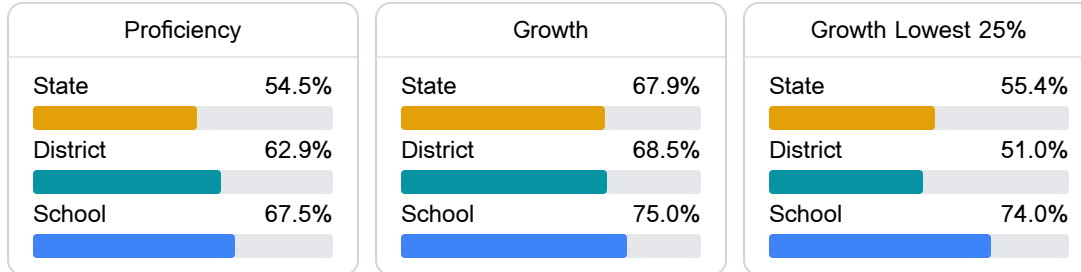 Proficiency
State 54.5%
District 62.9%
School 67.5%
Growth
State 67.9%
District 68.5%
School 75.0%
Growth Lowest 25%
State 55.4%
District 51.0%
School 74.0%